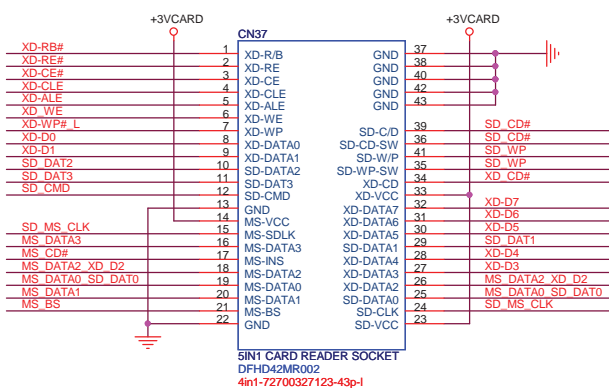 +3VCARD +3VCARD
CN37
XD-RB# 1 XD-R/B GND 37
XD-RE# 2 XD-RE GND 38
XD-CE# 3 XD-CE GND 40
XD-CLE 4 XD-CLE GND 42
XD-ALE 5 XD-ALE GND 43
XD_WE 6 XD-WE
XD-WP#_L 7 XD-WP SD-C/D 39 SD_CD#
XD-D0 8 XD-DATA0 SD-CD-SW 36 SD_CD#
XD-D1 9 XD-DATA1 SD-W/P 41 SD_WP
SD_DAT2 10 SD-DATA2 SD-WP-SW 35 SD_WP
SD_DAT3 11 SD-DAT3 XD-CD 34 XD_CD#
SD_CMD 12 SD-CMD XD-VCC 33
13 GND XD-DATA7 32 XD-D7
14 MS-VCC XD-DATA6 31 XD-D6
SD_MS_CLK 15 MS-SDLK XD-DATA5 30 XD-D5
MS_DATA3 16 MS-DATA3 SD-DATA1 29 SD_DAT1
MS_CD# 17 MS-INS XD-DATA4 28 XD-D4
MS_DATA2_XD_D2 18 MS-DATA2 XD-DATA3 27 XD-D3
MS_DATA0_SD_DAT0 19 MS-DATA0 XD-DATA2 26 MS_DATA2_XD_D2
MS_DATA1 20 MS-DATA1 SD-DATA0 25 MS_DATA0_SD_DAT0
MS_BS 21 MS-BS SD-CLK 24 SD_MS_CLK
22 GND SD-VCC 23
5IN1 CARD READER SOCKET
DFHD42MR002
4in1-72700327123-43p-l